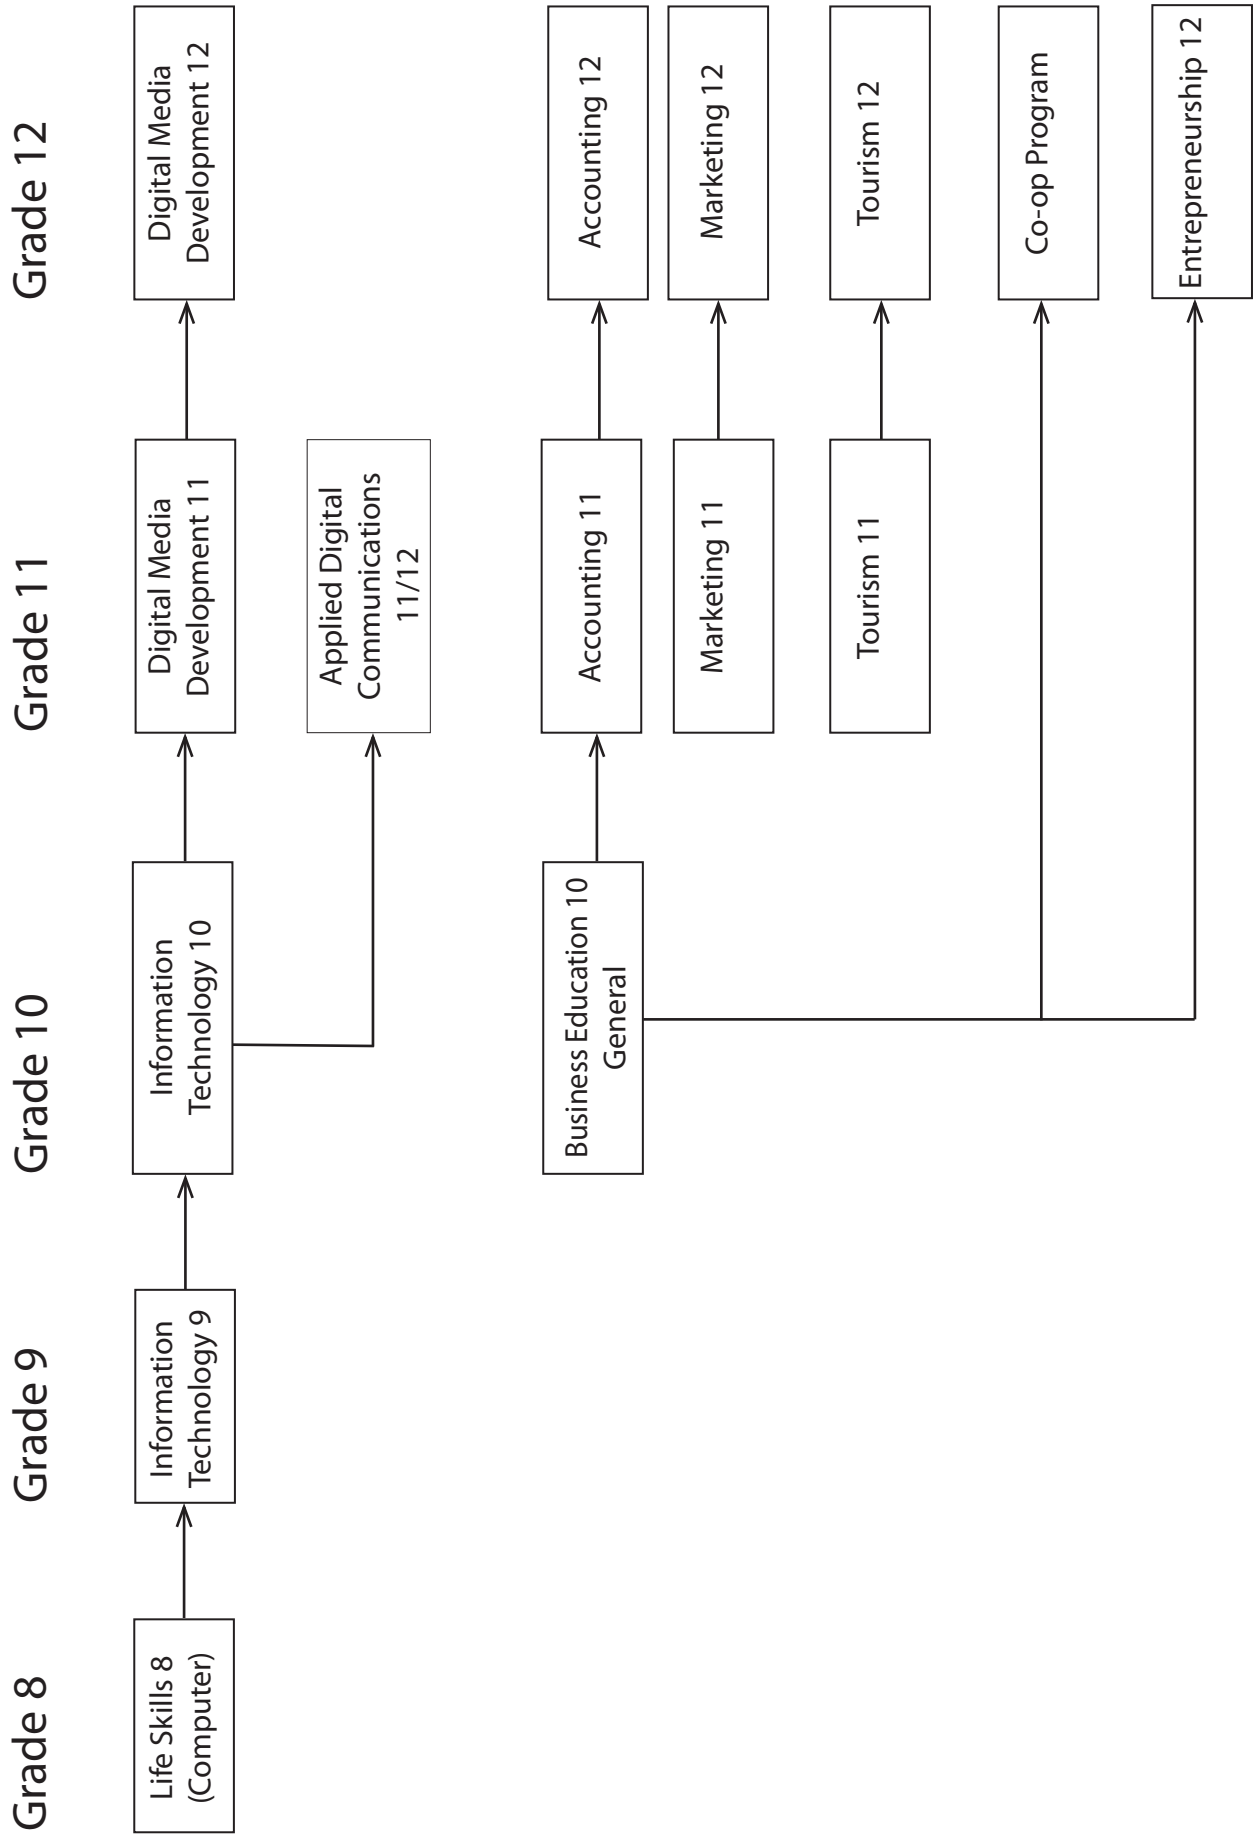 Grade 8
Grade 9
Grade 10
Grade 11
Grade 12
Life Skills 8
(Computer)
Information
Technology 9
Information
Technology 10
Digital Media
Development 11
Digital Media
Development 12
Applied Digital
Communications
11/12
Business Education 10
General
Accounting 11
Accounting 12
Marketing 11
Marketing 12
Tourism 11
Tourism 12
Co-op Program
Entrepreneurship 12